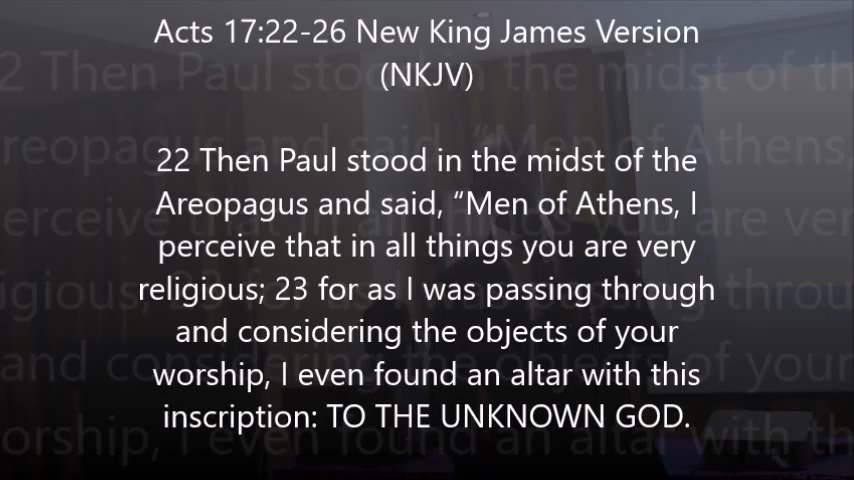 Acts 17:22-26 New King James Version
(NKJV)
22 Then Paul stood in the midst of the
Areopagus and said, “Men of Athens, I
perceive that in all things you are very
religious; 23 for as I was passing through
and considering the objects of your
worship, I even found an altar with this
inscription: TO THE UNKNOWN GOD.